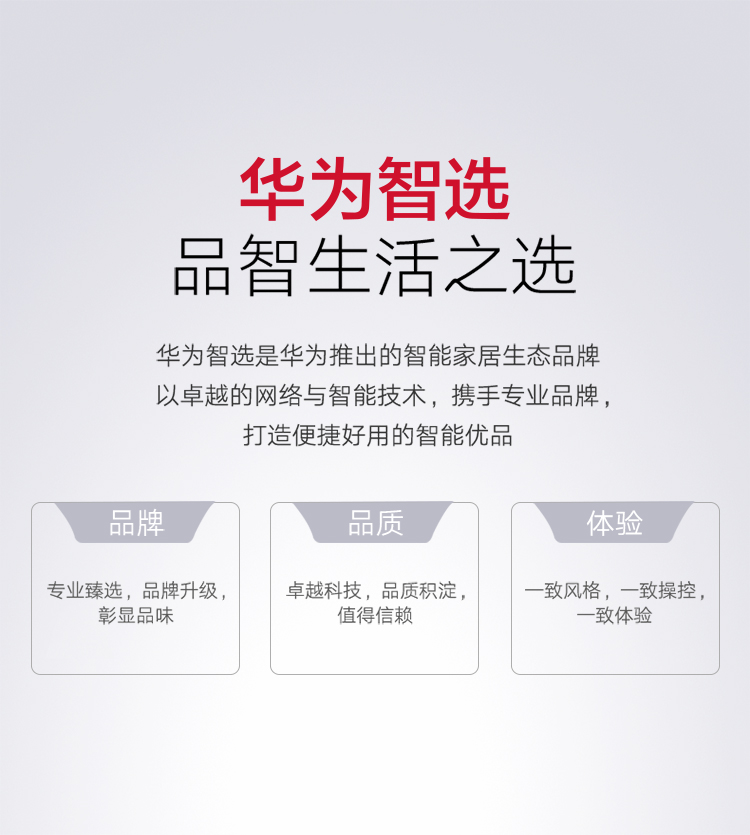 华为智选
品智生活之选
华为智选是华为推出的智能家居生态品牌
以卓越的网络与智能技术，携手专业品牌，
打造便捷好用的智能优品
品牌
专业臻选，品牌升级，
彰显品味
品质
卓越科技，品质积淀，
值得信赖
体验
一致风格，一致操控，
一致体验